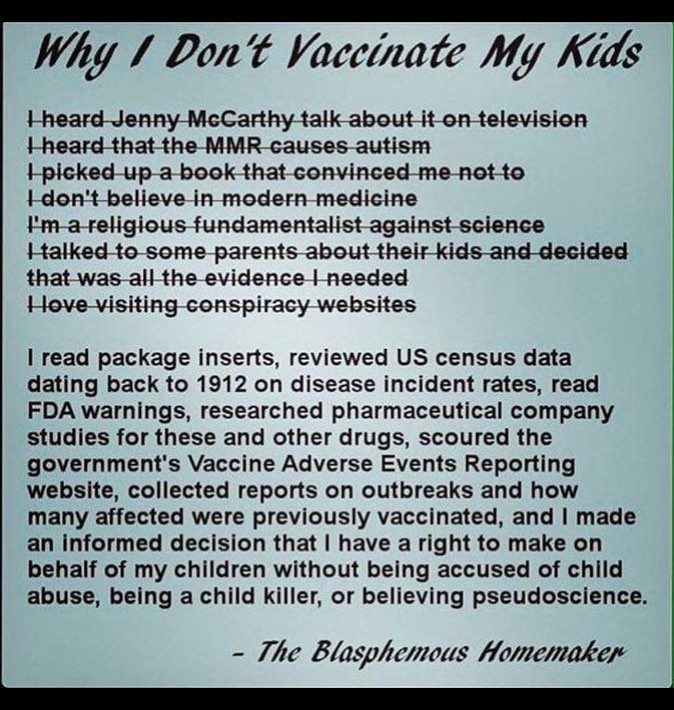 Why I Don't Vaccinate My Kids
I heard Jenny McCarthy talk about it on television
I heard that the MMR causes autism
I picked up a book that convinced me not to
I don't believe in modern medicine
I'm a religious fundamentalist against science
I talked to some parents about their kids and decided
that was all the evidence I needed
I love visiting conspiracy websites
I read package inserts, reviewed US census data
dating back to 1912 on disease incident rates, read
FDA warnings, researched pharmaceutical company
studies for these and other drugs, scoured the
government's Vaccine Adverse Events Reporting
website, collected reports on outbreaks and how
many affected were previously vaccinated, and I made
an informed decision that I have a right to make on
behalf of my children without being accused of child
abuse, being a child killer, or believing pseudoscience.
- The Blasphemous Homemaker